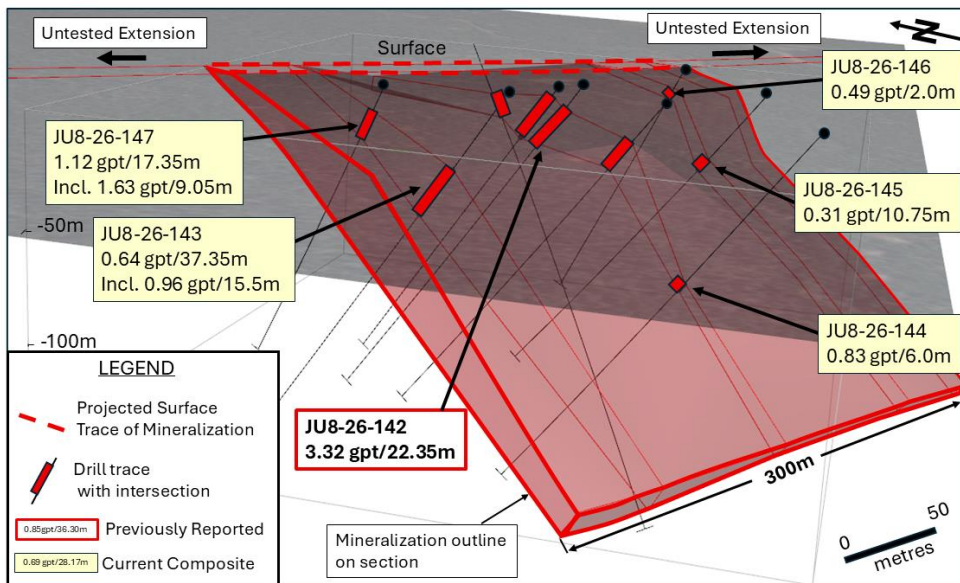 Untested Extension
Surface
Untested Extension
N
JU8-26-146
0.49 gpt/2.0m
JU8-26-147
1.12 gpt/17.35m
Incl. 1.63 gpt/9.05m
JU8-26-145
0.31 gpt/10.75m
-50m
JU8-26-143
0.64 gpt/37.35m
Incl. 0.96 gpt/15.5m
JU8-26-144
0.83 gpt/6.0m
-100m
LEGEND
Projected Surface
Trace of Mineralization
Drill trace
with intersection
0.85gpt/36.30m
Previously Reported
0.69 gpt/28.17m
Current Composite
JU8-26-142
3.32 gpt/22.35m
Mineralization outline
on section
300m
0 50
metres